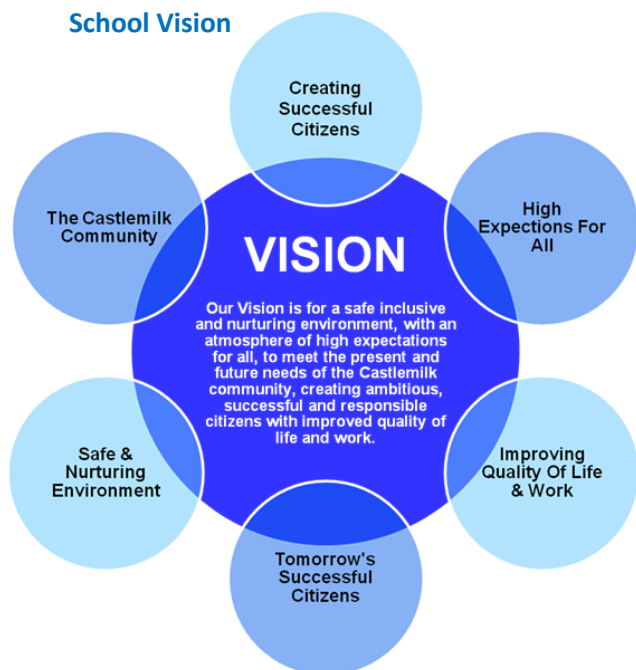 School Vision
Creating
Successful
Citizens
High
Expections For
All
Improving
Quality Of Life
& Work
Tomorrow's
Successful
Citizens
Safe &
Nurturing
Environment
The Castlemilk
Community
VISION
Our Vision is for a safe inclusive
and nurturing environment, with an
atmosphere of high expectations
for all, to meet the present and
future needs of the Castlemilk
community, creating ambitious,
successful and responsible
citizens with improved quality of
life and work.